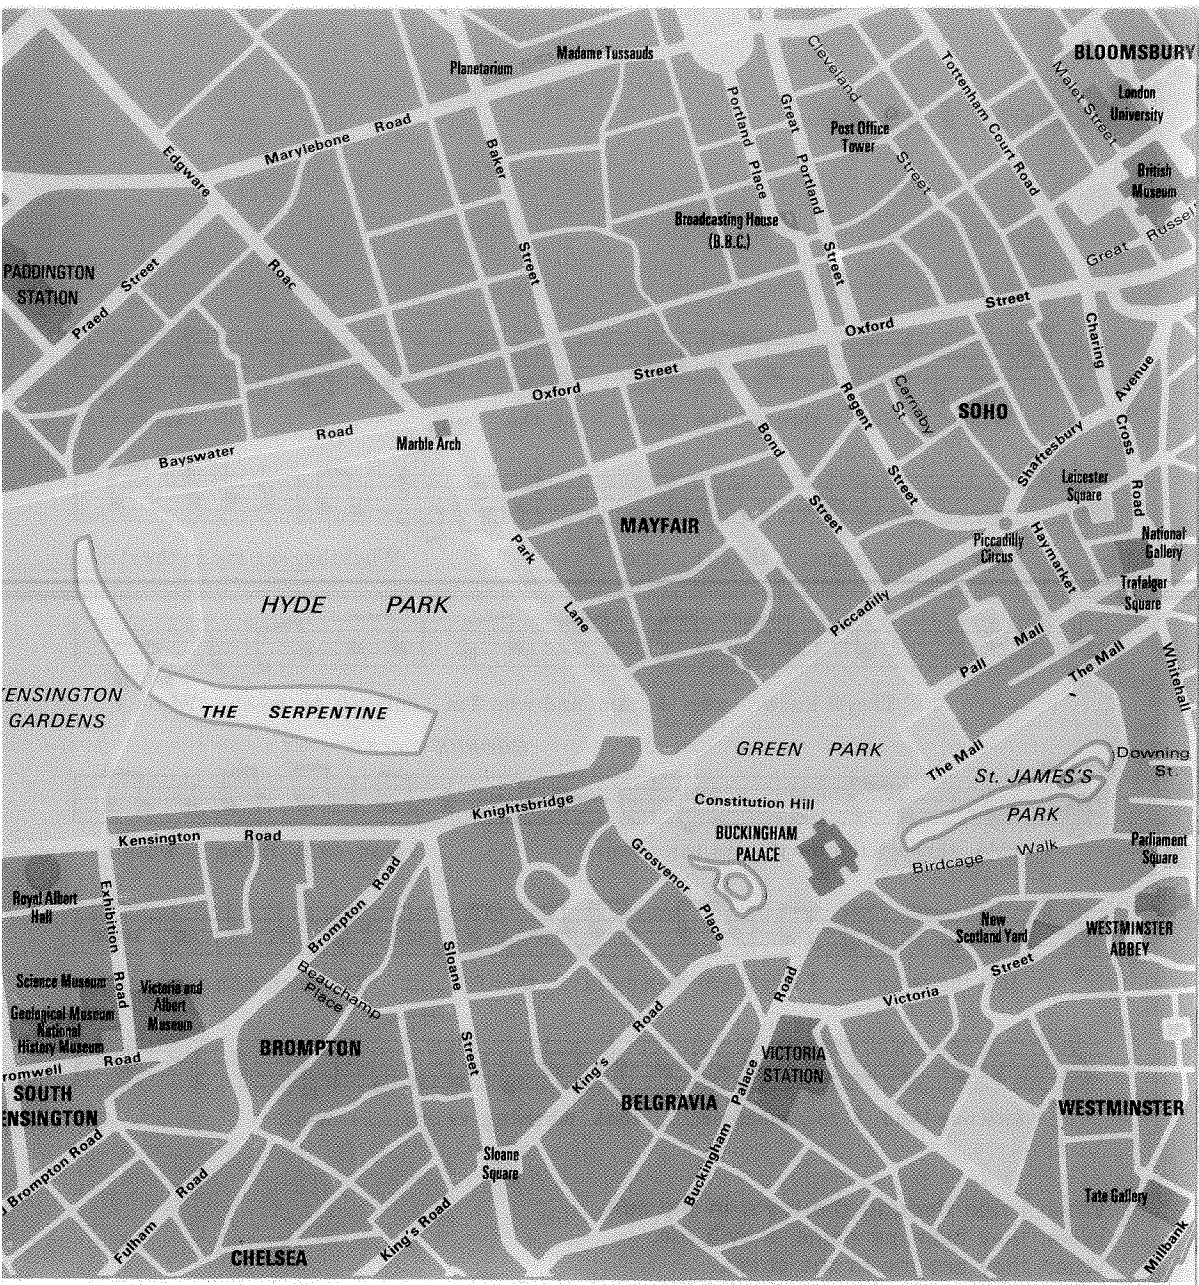 Madame Tussauds
Planetarium
BLOOMSBURY
London
University
Malet Street
Tottenham Court Road
Cleveland
Street
Post Office
Tower
Great Portland
Street
Portland
Place
Marylebone Road
Baker
Street
Edgware
Roac
British
Museum
Great Russel
Broadcasting House
(B.B.C.)
PADDINGTON
STATION
Praed Street
Oxford Street
Oxford Street
Charing
Cross
Road
Shaftesbury Avenue
Carnaby
St.
SOHO
Regent
Street
Bond
Street
Bayswater Road
Marble Arch
Leicester
Square
MAYFAIR
Park
Lane
Piccadilly
Circus
Haymarket
National
Gallery
Trafalgar
Square
HYDE PARK
Piccadilly
Pall Mall
The Mall
Whitehall
ENSINGTON
GARDENS
THE SERPENTINE
GREEN PARK
The Mall
Downing
St.
St. JAMES'S
PARK
Constitution Hill
Knightsbridge
Kensington Road
BUCKINGHAM
PALACE
Grosvenor
Place
Birdcage Walk
Parliament
Square
Royal Albert
Hall
Exhibition
Road
Brompton Road
New
Scotland Yard
WESTMINSTER
ABBEY
Sloane
Street
Beauchamp
Place
Victoria Street
Science Museum
Victoria and
Albert
Museum
Geological Museum
National
History Museum
romwell Road
BROMPTON
King's Road
VICTORIA
STATION
SOUTH
ENSINGTON
BELGRAVIA
Buckingham Palace Road
WESTMINSTER
Brompton Road
Sloane
Square
Fulham Road
King's Road
Tate Gallery
Millbank
CHELSEA